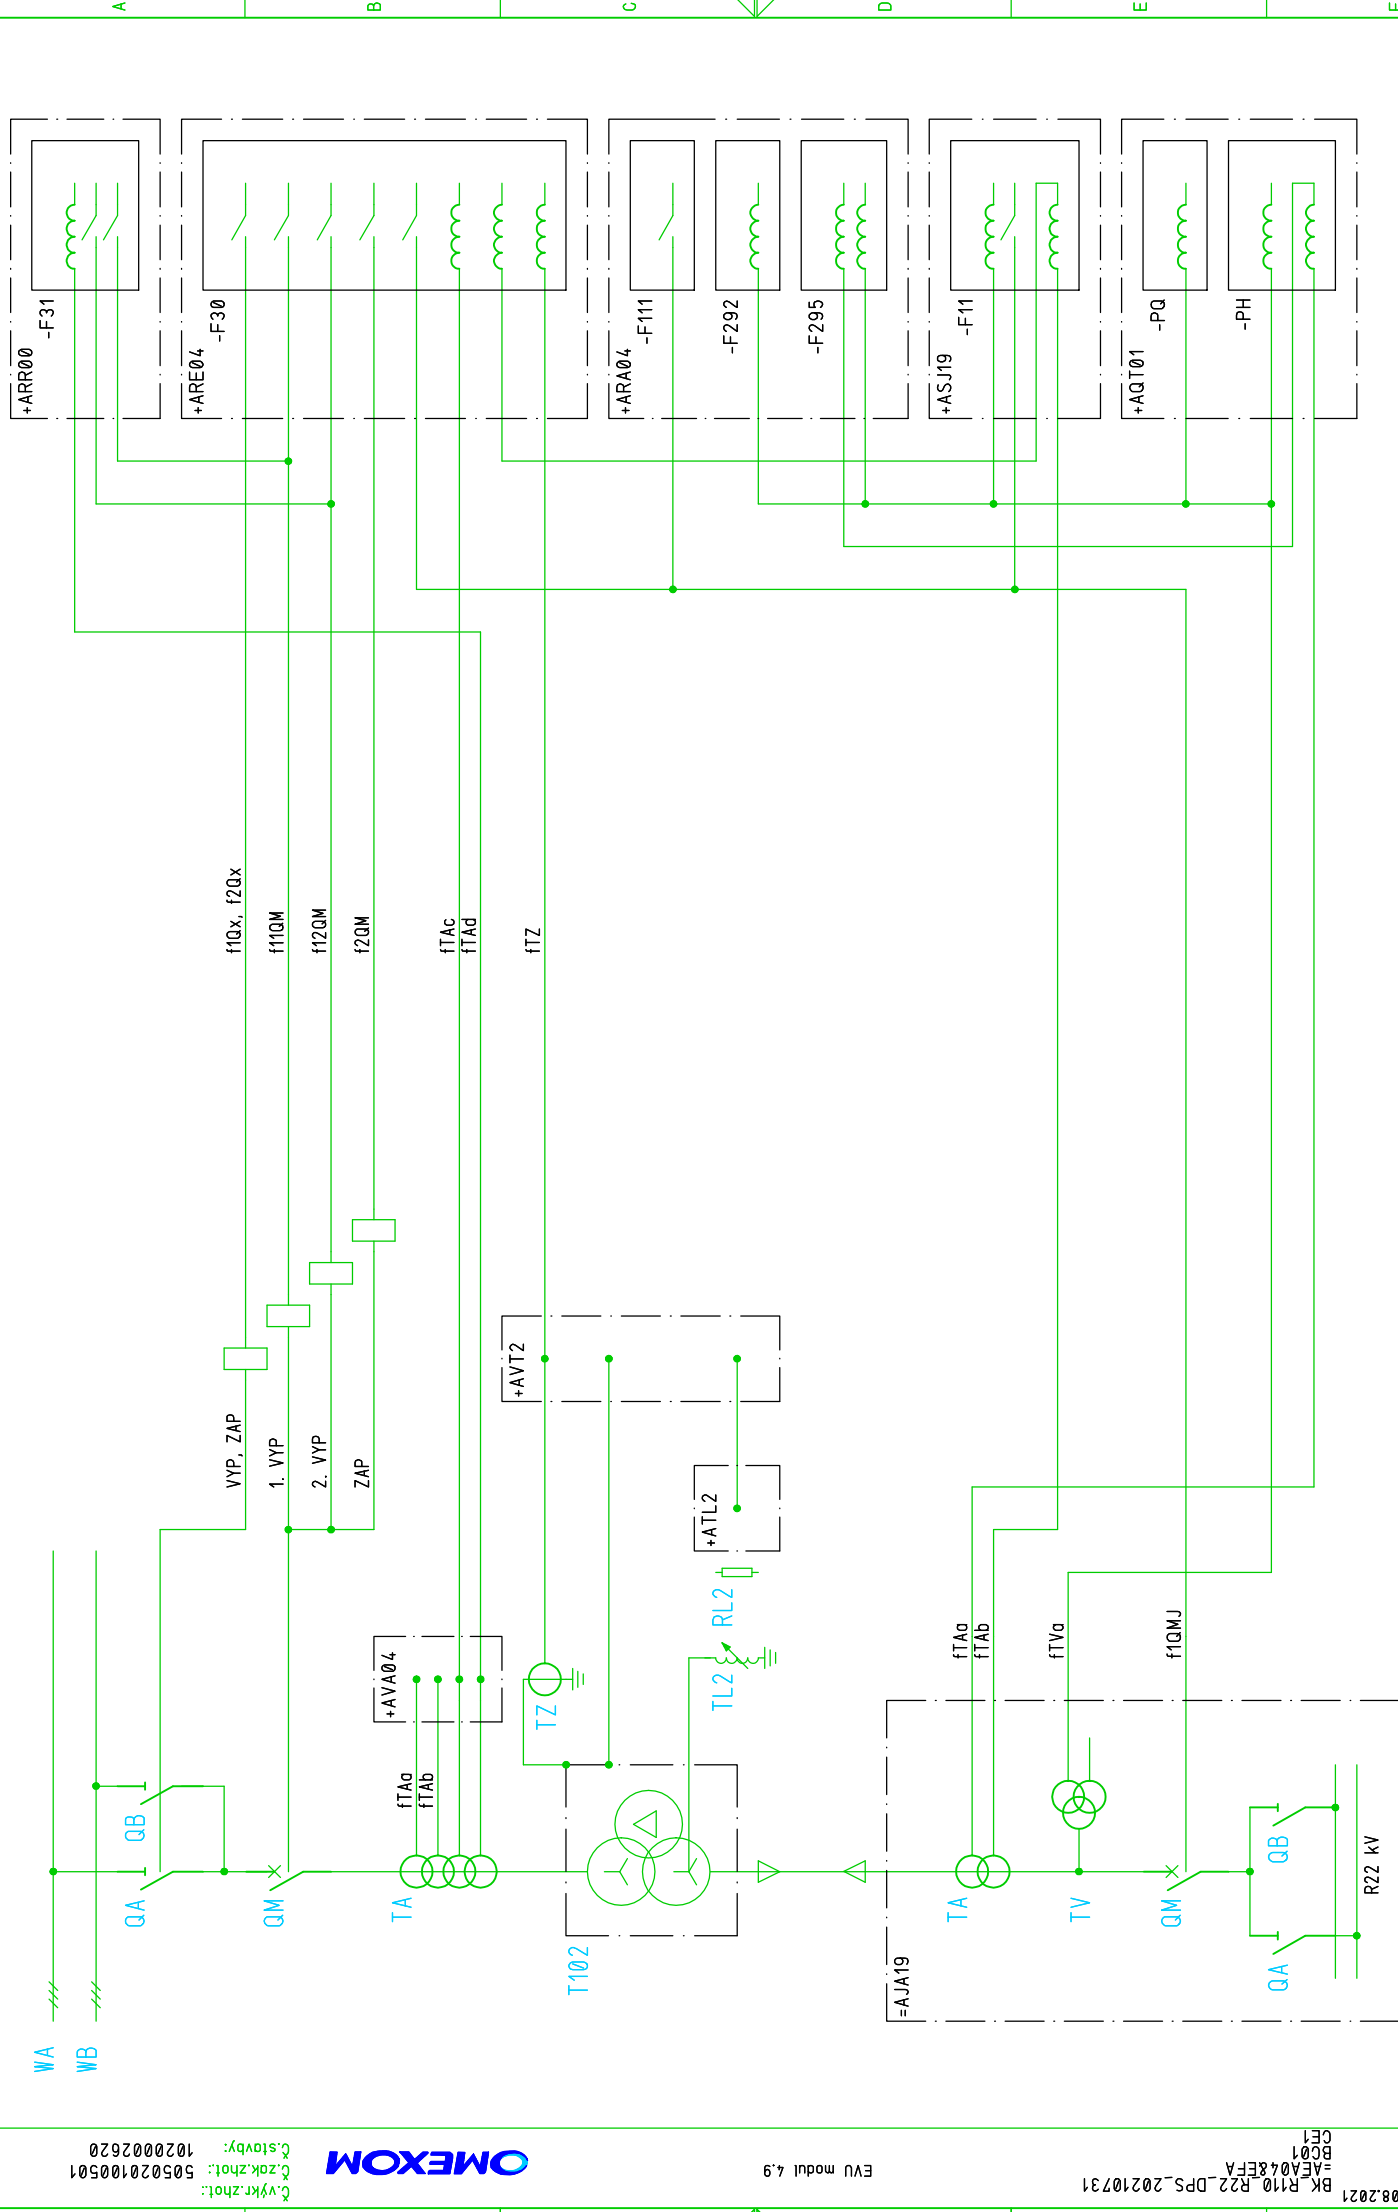 A
B
C
D
E
F
-F31
+ARR00
-F30
+ARE04
-F111
-F292
-F295
+ARA04
-F11
+ASJ19
-PQ
-PH
+AQT01
f1Qx, f2Qx
f11QM
f12QM
f2QM
fTAc
fTAd
fTZ
VYP, ZAP
1. VYP
2. VYP
ZAP
+AVT2
+ATL2
RL2
TL2
+AVA04
TZ
fTAa
fTAb
fTAa
fTAb
fTVa
f1QMJ
QB
QA
QM
TA
T102
TA
TV
QM
QB
QA
R22 kV
=AJA19
WA
WB
Č.stavby: 1020002620
Č.zak.zhot.: 505020100501
Č.výkr.zhot.:
OMEXOM
EVU modul 4.9
CE1
BC01
=AEA04&EFA
BK_R110_R22_DPS_20210731
08.2021